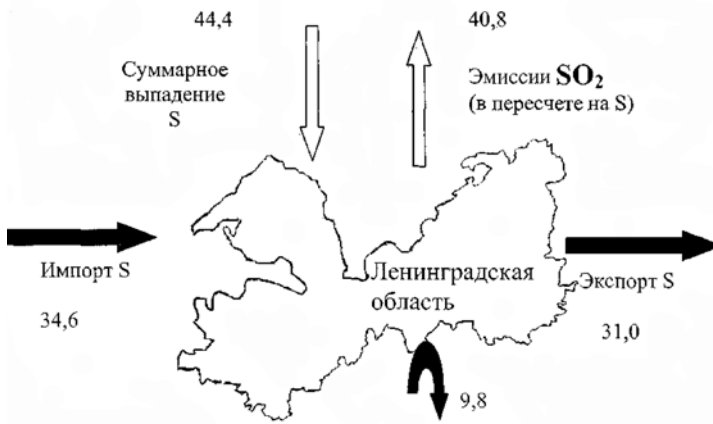 44,4
Суммарное
выпадение
S
40,8
Эмиссии SO₂
(в пересчете на S)
Импорт S
34,6
Ленинградская
область
Экспорт S
31,0
9,8